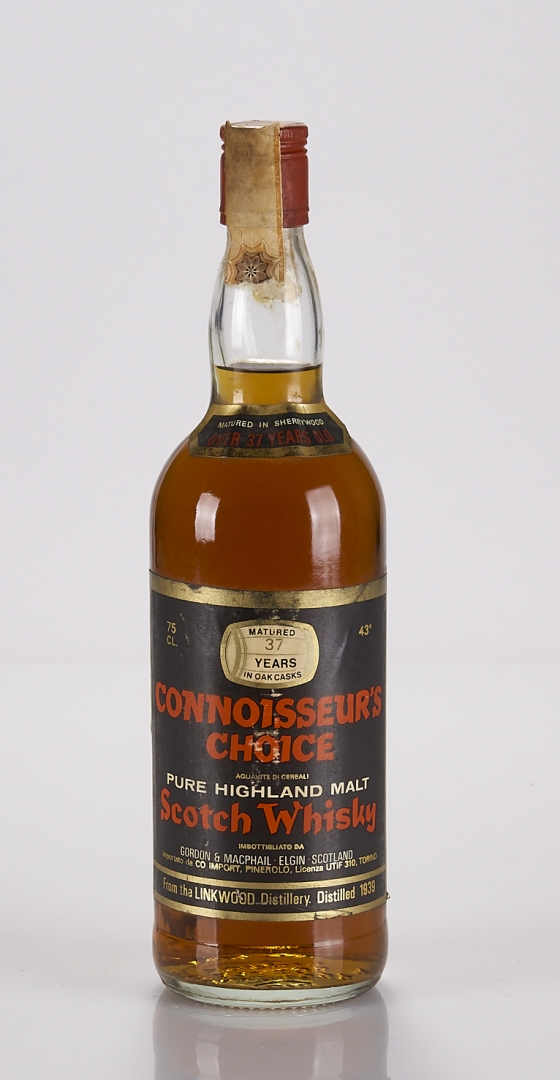 MATURED IN SHERRYWOOD
OVER 37 YEARS OLD
75 CL.
43°
MATURED
37
YEARS
IN OAK CASKS
CONNOISSEUR'S
CHOICE
AQUAVITE DI CEREALI
PURE HIGHLAND MALT
Scotch Whisky
IMBOTTIGLIATO DA
GORDON & MACPHAIL · ELGIN · SCOTLAND
Importato da CO IMPORT, PINEROLO, Licenza UTIF 310, TORINO
From the LINKWOOD Distillery. Distilled 1939